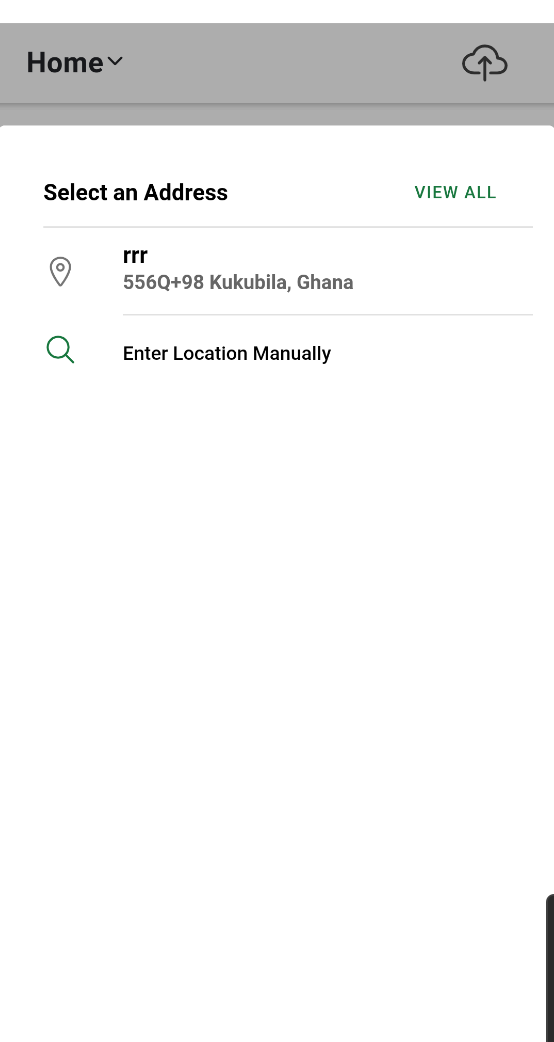 Home
Select an Address
VIEW ALL
rrr
556Q+98 Kukubila, Ghana
Enter Location Manually